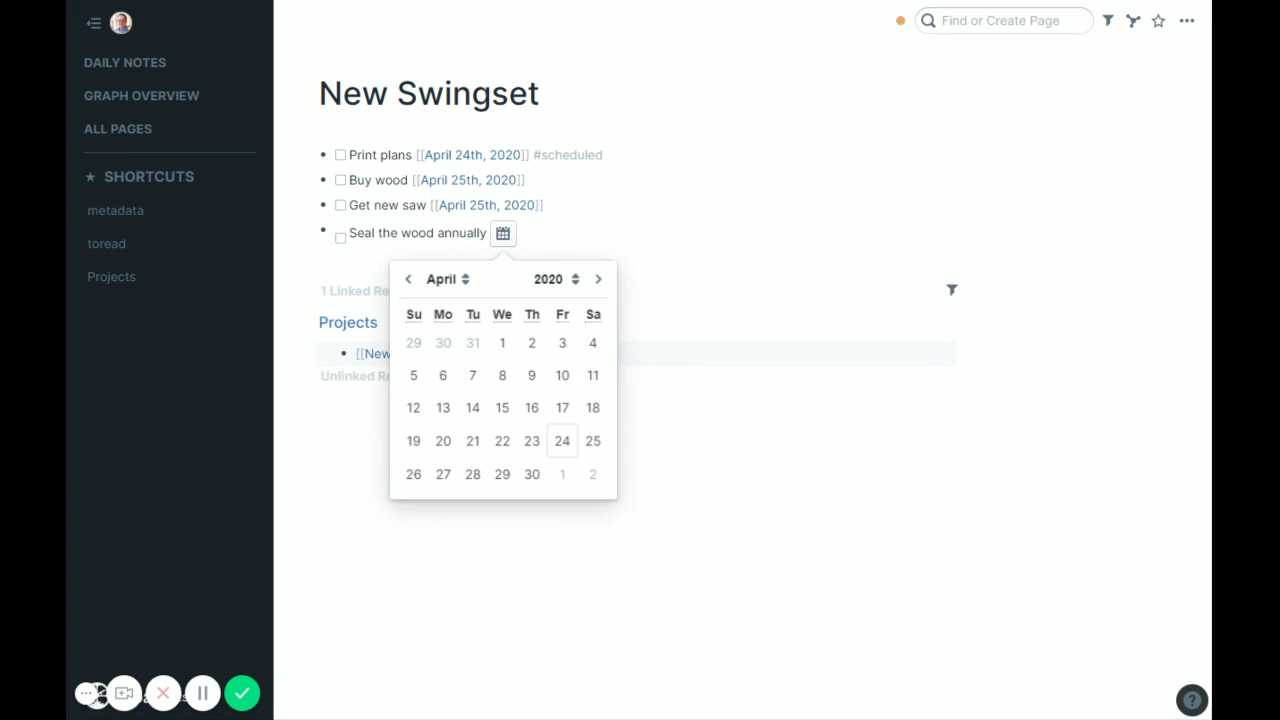 Find or Create Page
DAILY NOTES
GRAPH OVERVIEW
ALL PAGES
★ SHORTCUTS
metadata
toread
Projects
New Swingset
Print plans [[April 24th, 2020]] #scheduled
Buy wood [[April 25th, 2020]]
Get new saw [[April 25th, 2020]]
Seal the wood annually
April 2020
Su Mo Tu We Th Fr Sa
29 30 31 1 2 3 4
5 6 7 8 9 10 11
12 13 14 15 16 17 18
19 20 21 22 23 24 25
26 27 28 29 30 1 2
1 Linked Re
Projects
[[New
Unlinked Re
?